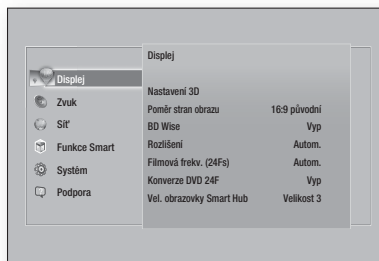 Displej
Zvuk
Síť
Funkce Smart
Systém
Podpora
Displej
Nastavení 3D
Poměr stran obrazu 16:9 původní
BD Wise Vyp
Rozlišení Autom.
Filmová frekv. (24Fs) Autom.
Konverze DVD 24F Vyp
Vel. obrazovky Smart Hub Velikost 3